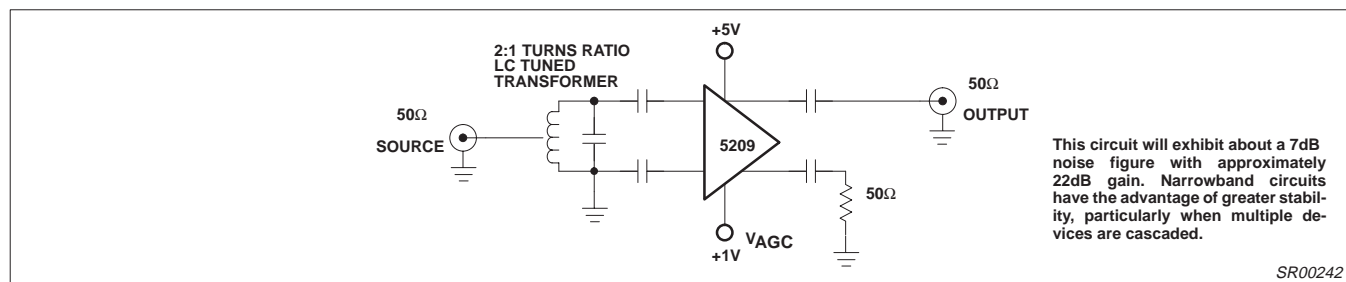 +5V
2:1 TURNS RATIO
LC TUNED
TRANSFORMER
50Ω
SOURCE
5209
50Ω
OUTPUT
50Ω
VAGC
+1V
This circuit will exhibit about a 7dB
noise figure with approximately
22dB gain. Narrowband circuits
have the advantage of greater stabil-
ity, particularly when multiple de-
vices are cascaded.
SR00242